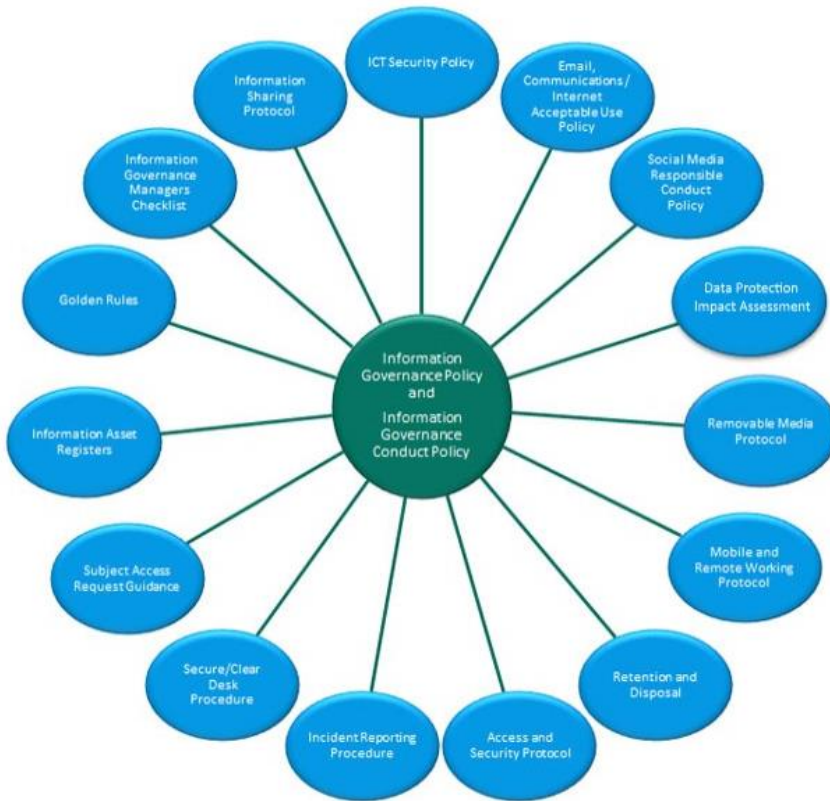 ICT Security Policy
Email,
Communications /
Internet
Acceptable Use
Policy
Social Media
Responsible
Conduct
Policy
Data Protection
Impact Assessment
Removable Media
Protocol
Mobile and
Remote Working
Protocol
Retention and
Disposal
Access and
Security Protocol
Incident Reporting
Procedure
Secure/Clear
Desk
Procedure
Subject Access
Request Guidance
Information Asset
Registers
Golden Rules
Information
Governance
Managers
Checklist
Information
Sharing
Protocol
Information
Governance Policy
and
Information
Governance
Conduct Policy